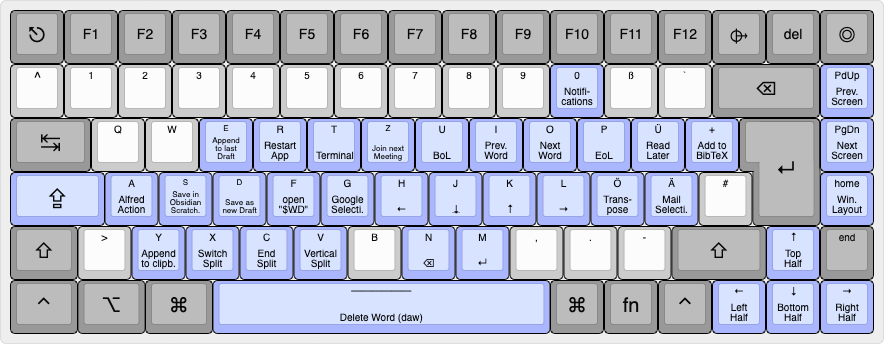 F1 F2 F3 F4 F5 F6 F7 F8 F9 F10 F11 F12 del
^ 1 2 3 4 5 6 7 8 9 0 ß ` PdUp
Notifi-
cations
Prev.
Screen
Q W E R T Z U I O P Ü + PgDn
Append
to last
Draft
Restart
App
Terminal
Join next
Meeting
BoL
Prev.
Word
Next
Word
EoL
Read
Later
Add to
BibTeX
Next
Screen
A S D F G H J K L Ö Ä # home
Alfred
Action
Save in
Obsidian
Scratch.
Save as
new Draft
open
"$WD"
Google
Selecti.
← ↓ ↑ →
Trans-
pose
Mail
Selecti.
Win.
Layout
> Y X C V B N M , . - ↑ end
Append
to clipb.
Switch
Split
End
Split
Vertical
Split
⌫ ↵
Top
Half
^ ⌥ ⌘ ⌘ fn ^ ← ↓ →
Delete Word (daw)
Left
Half
Bottom
Half
Right
Half